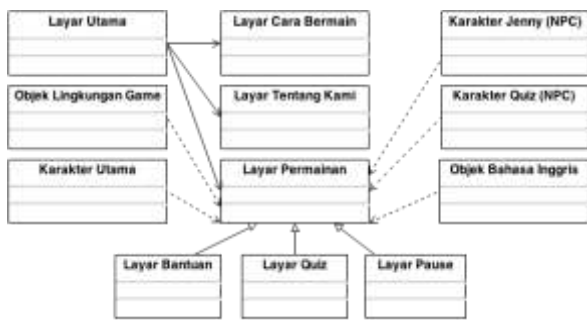 Layar Utama
Layar Cara Bermain
Karakter Jenny (NPC)
Objek Lingkungan Game
Layar Tentang Kami
Karakter Quiz (NPC)
Karakter Utama
Layar Permainan
Objek Bahasa Inggris
Layar Bantuan
Layar Quiz
Layar Pause